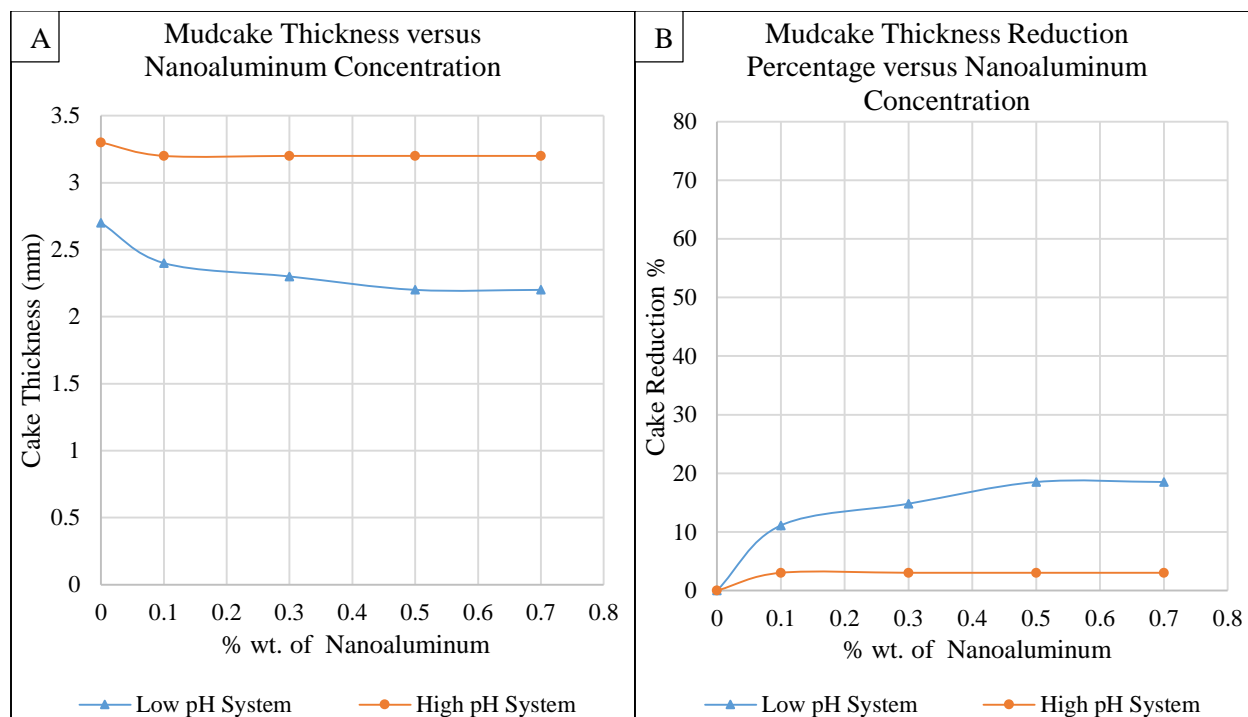 A
Mudcake Thickness versus
Nanoaluminum Concentration
3.5
3
2.5
2
1.5
1
0.5
0
Cake Thickness (mm)
0 0.1 0.2 0.3 0.4 0.5 0.6 0.7 0.8
% wt. of Nanoaluminum
Low pH System High pH System
B
Mudcake Thickness Reduction
Percentage versus Nanoaluminum
Concentration
80
70
60
50
40
30
20
10
0
Cake Reduction %
0 0.1 0.2 0.3 0.4 0.5 0.6 0.7 0.8
% wt. of Nanoaluminum
Low pH System High pH System